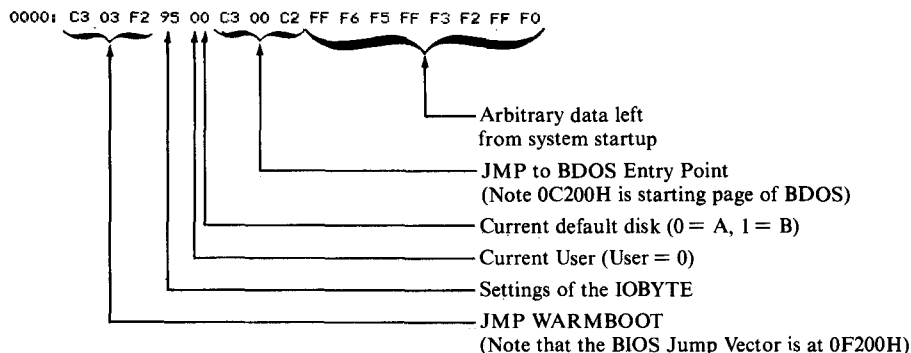 0000: C3 03 F2 95 00 C3 00 C2 FF F6 F5 FF F3 F2 FF F0
Arbitrary data left
from system startup
JMP to BDOS Entry Point
(Note 0C200H is starting page of BDOS)
Current default disk (0 = A, 1 = B)
Current User (User = 0)
Settings of the IOBYTE
JMP WARMBOOT
(Note that the BIOS Jump Vector is at 0F200H)